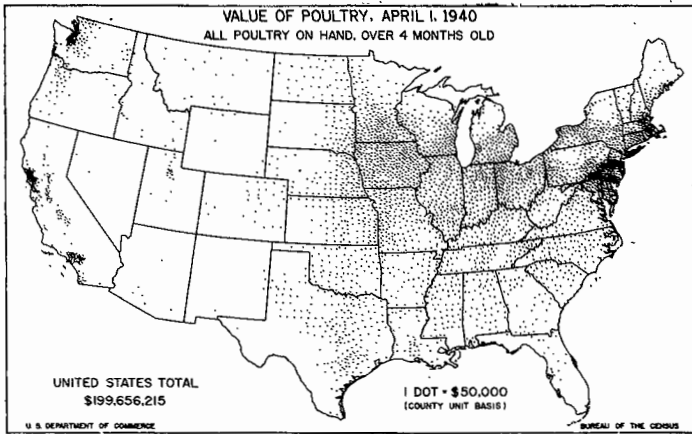 VALUE OF POULTRY, APRIL 1, 1940
ALL POULTRY ON HAND, OVER 4 MONTHS OLD
UNITED STATES TOTAL
$199,656,215
1 DOT = $50,000
(COUNTY UNIT BASIS)
U. S. DEPARTMENT OF COMMERCE
BUREAU OF THE CENSUS